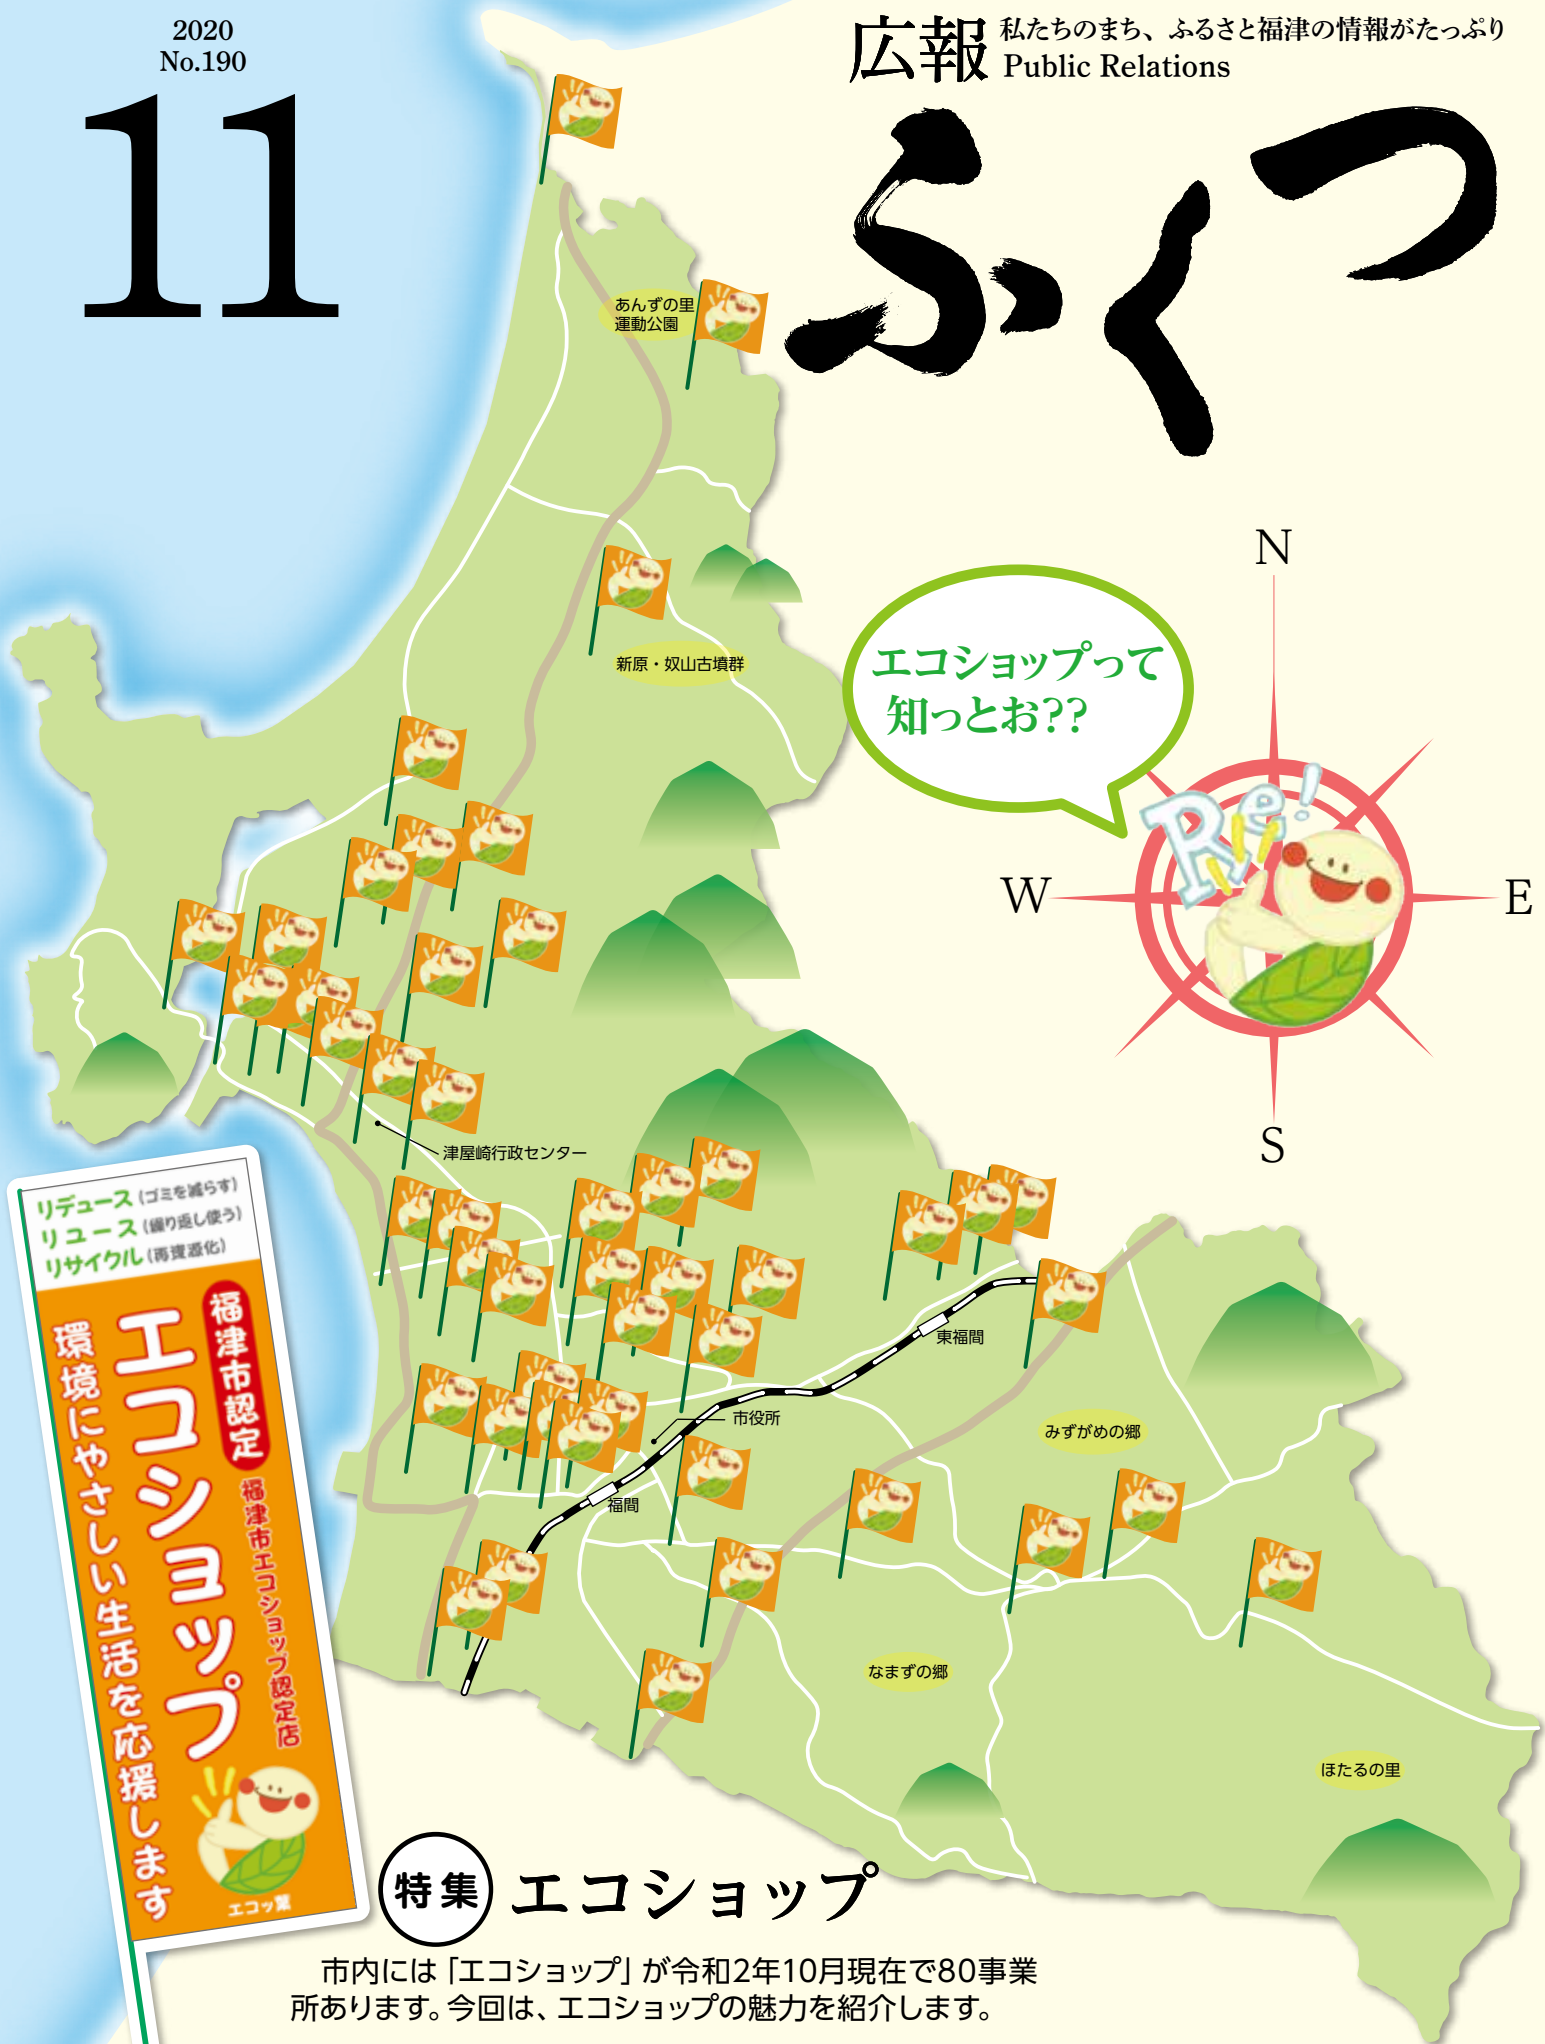 2020
No.190
11
広報
私たちのまち、ふるさと福津の情報がたっぷり
Public Relations
ふくつ
あんずの里
運動公園
新原・奴山古墳群
エコショップって
知っとお??
N
W
E
S
Re!
津屋崎行政センター
東福間
市役所
福間
みずがめの郷
なまずの郷
ほたるの里
リデュース(ゴミを減らす)
リユース(繰り返し使う)
リサイクル(再資源化)
福津市認定
福津市エコショップ認定店
エコショップ
環境にやさしい生活を応援します
エコッ葉
特集
エコショップ
市内には「エコショップ」が令和2年10月現在で80事業
所あります。今回は、エコショップの魅力を紹介します。